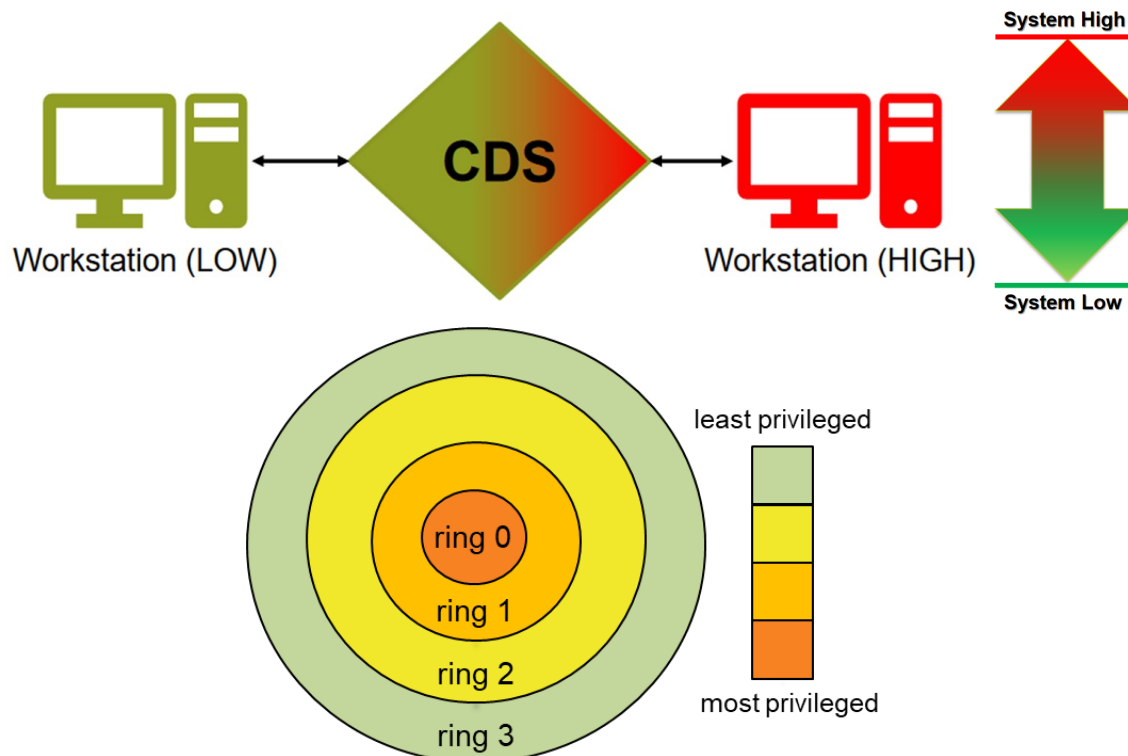 System High
CDS
Workstation (LOW)
Workstation (HIGH)
System Low
least privileged
ring 0
ring 1
ring 2
most privileged
ring 3